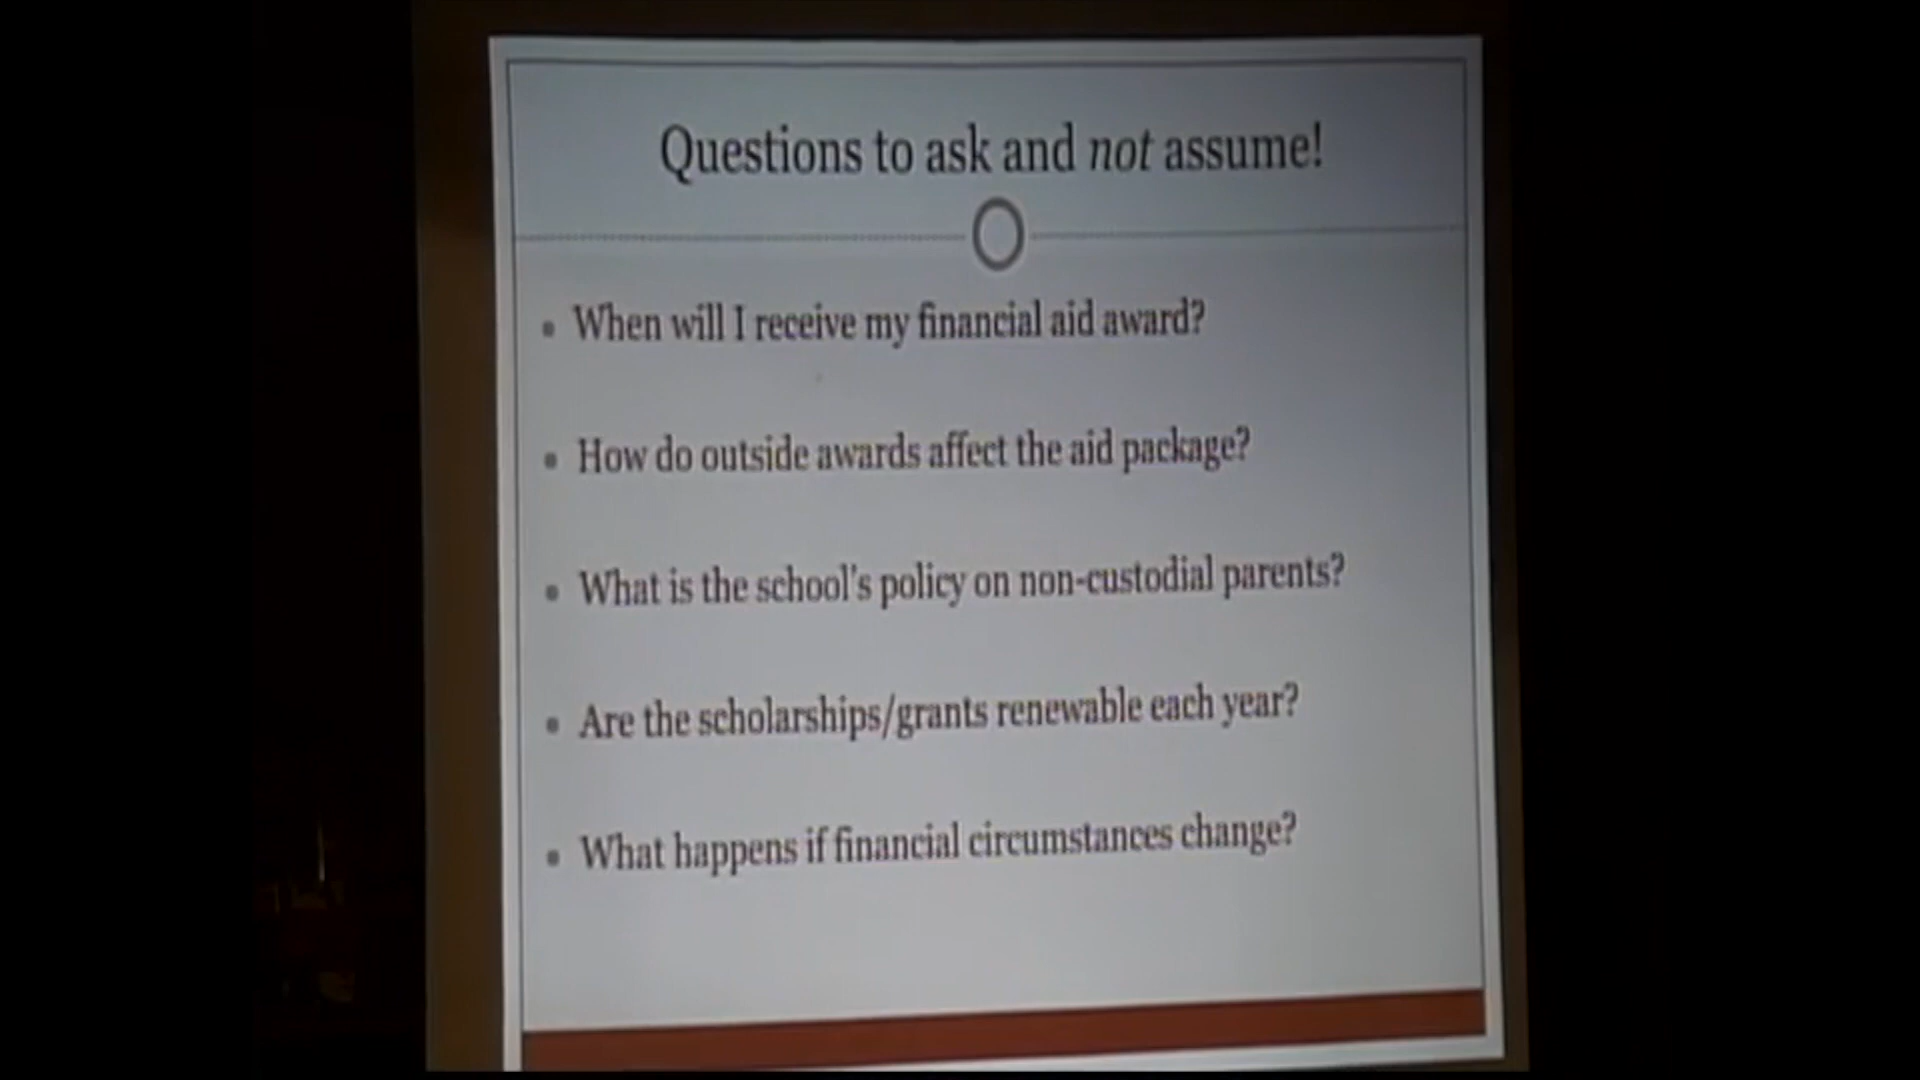 Questions to ask and not assume!
• When will I receive my financial aid award?
• How do outside awards affect the aid package?
• What is the school's policy on non-custodial parents?
• Are the scholarships/grants renewable each year?
• What happens if financial circumstances change?